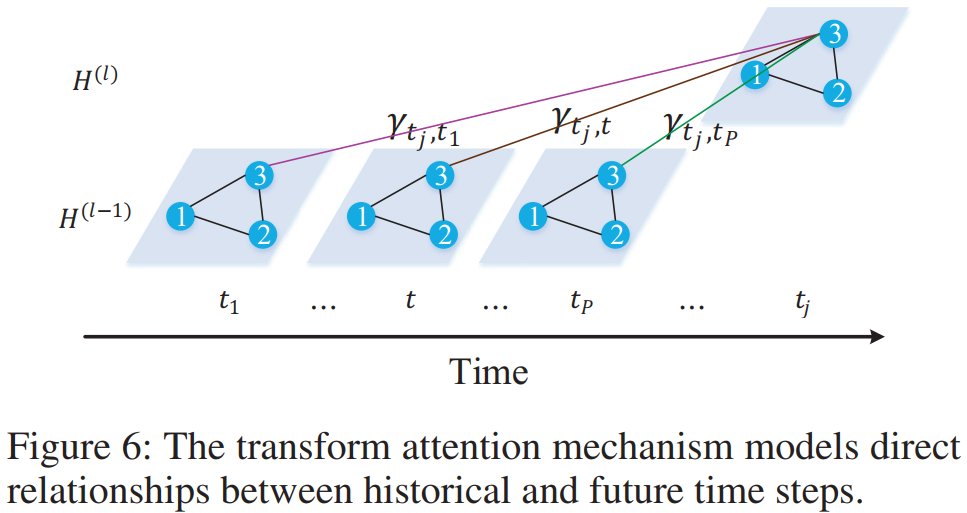 H^{(l)}
3
1
2
γ_{t_j,t_1} γ_{t_j,t} γ_{t_j,t_P}
H^{(l−1)}
3 3 3
1 1 1
2 2 2
t_1 ... t ... t_P ... t_j
Time
Figure 6: The transform attention mechanism models direct
relationships between historical and future time steps.